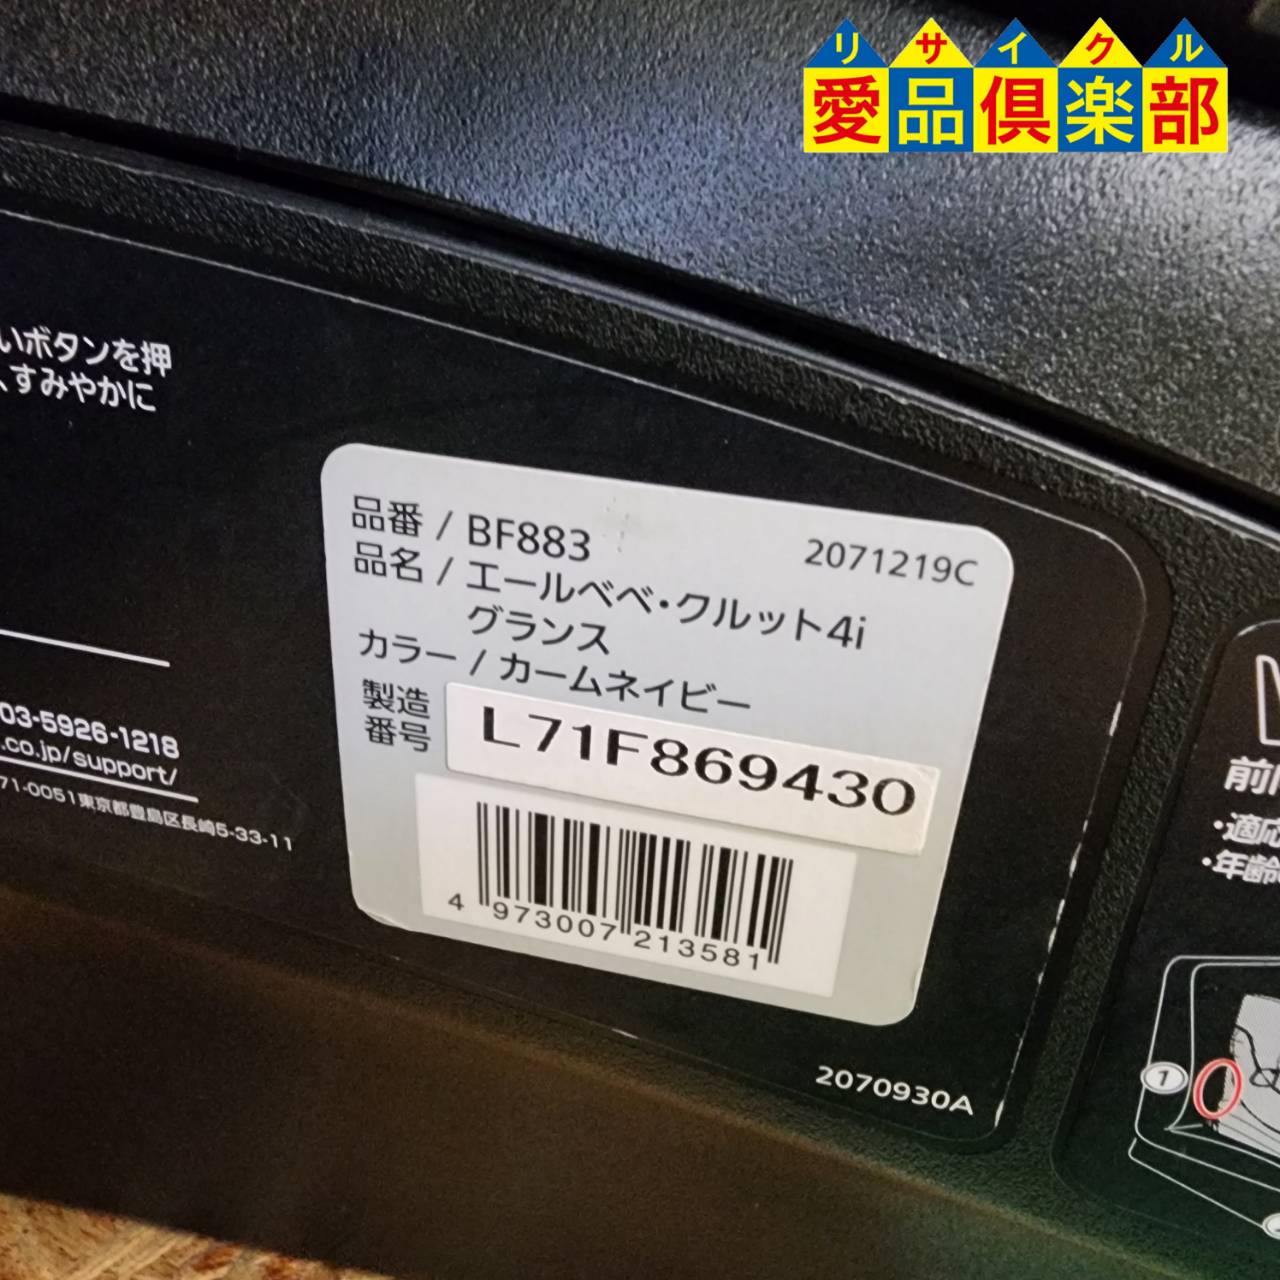 リサイクル
愛品倶楽部
いボタンを押
、すみやかに
品番 / BF883
2071219C
品名 / エールベベ・クルット4i
グランス
カラー / カームネイビー
製造
番号
L71F869430
4 973007 213581
03-5926-1218
.co.jp/support/
71-0051東京都豊島区長崎5-33-11
2070930A
・適応
・年齢
1